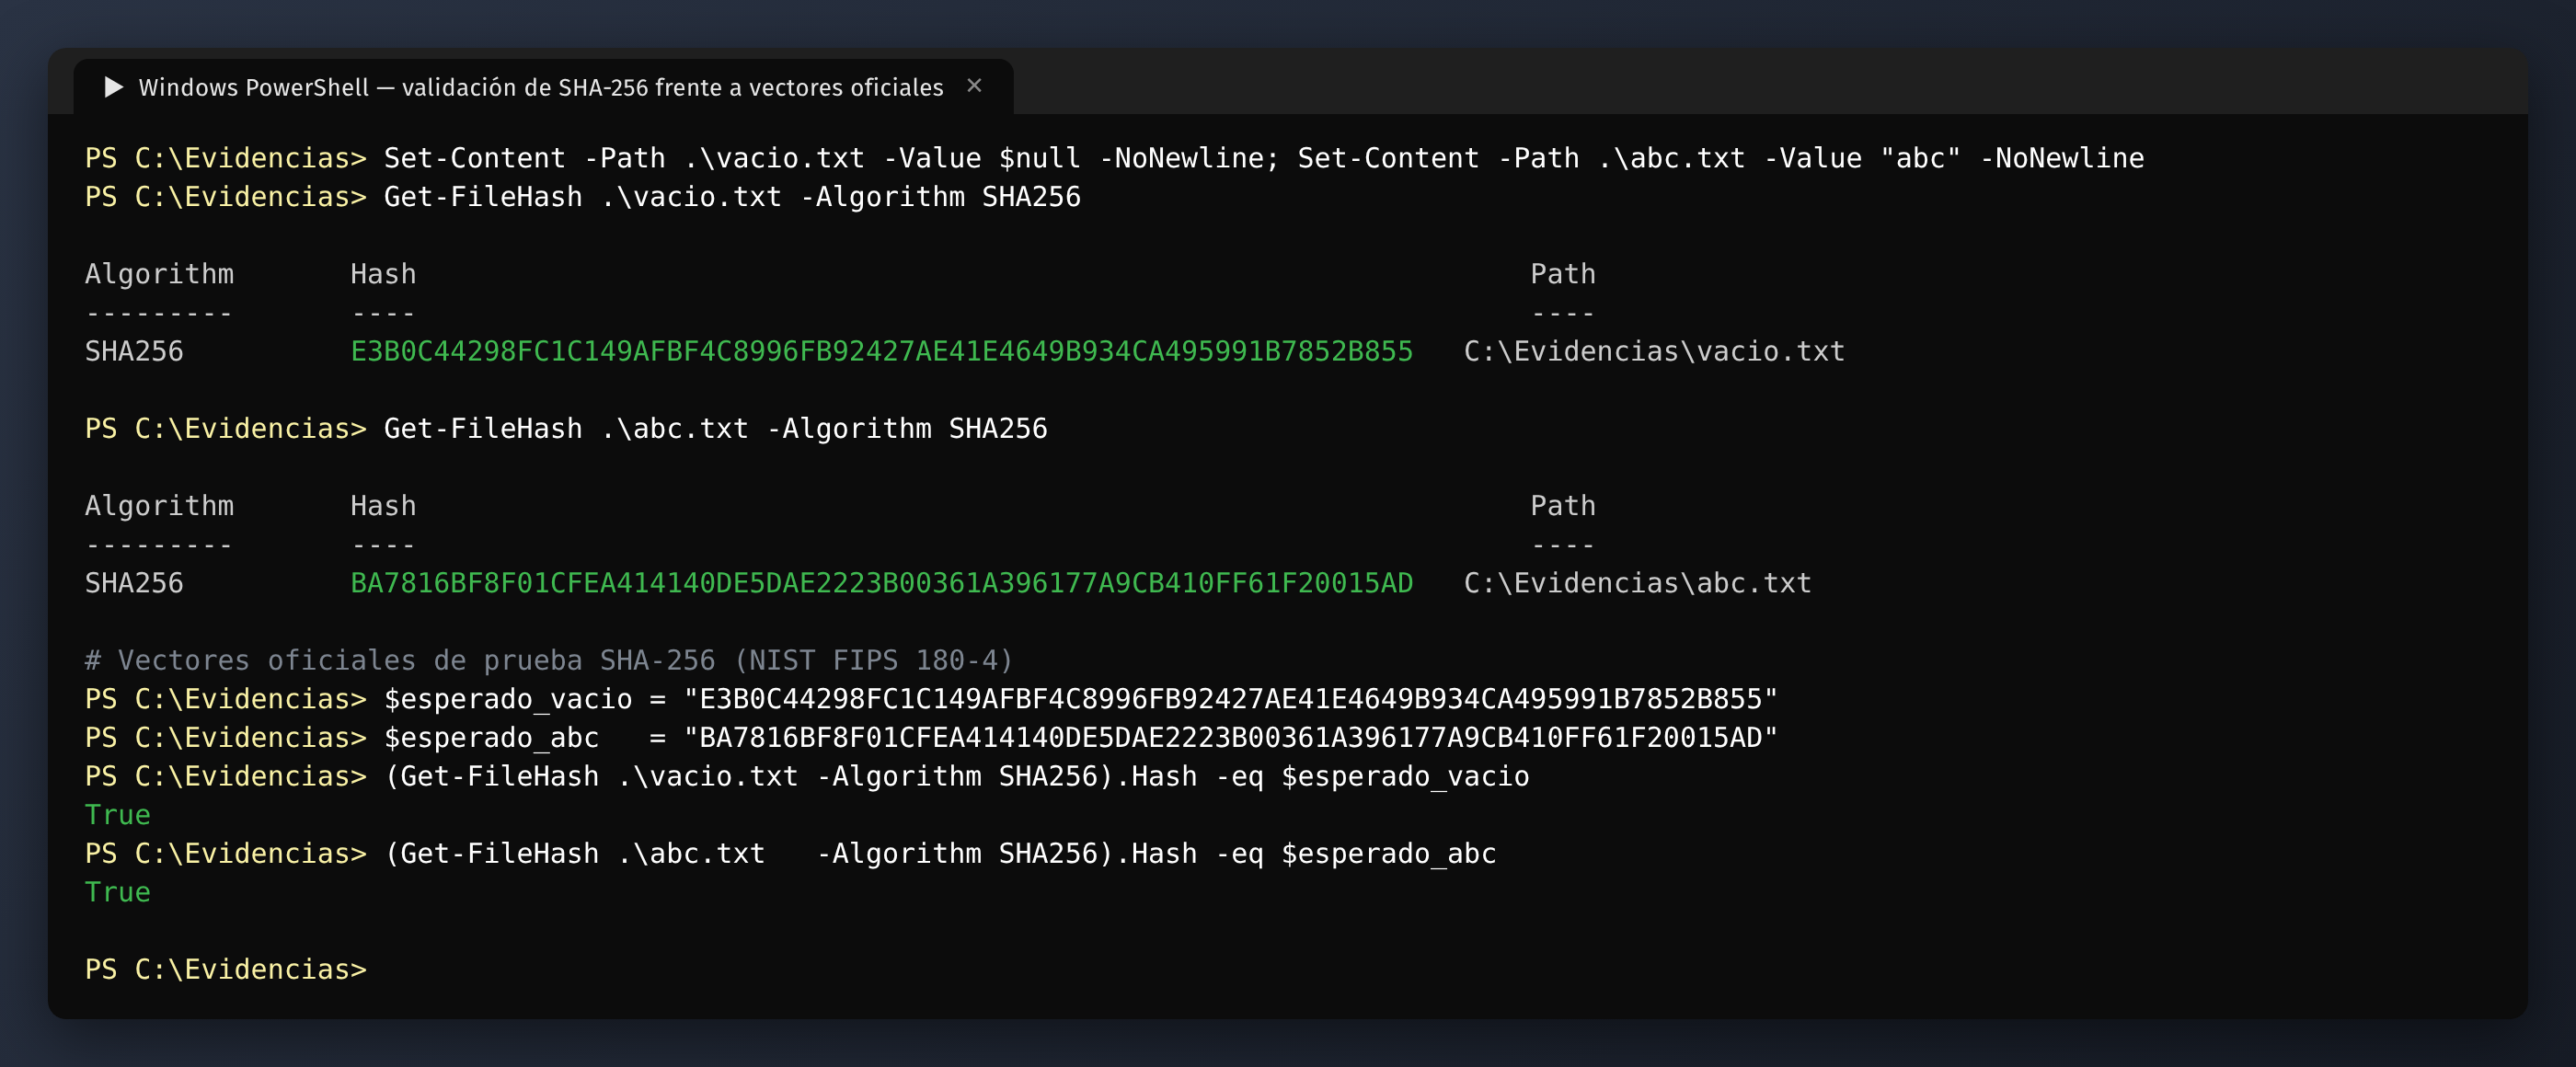 Windows PowerShell — validación de SHA-256 frente a vectores oficiales ✕
PS C:\Evidencias> Set-Content -Path .\vacio.txt -Value $null -NoNewline; Set-Content -Path .\abc.txt -Value "abc" -NoNewline
PS C:\Evidencias> Get-FileHash .\vacio.txt -Algorithm SHA256
Algorithm Hash Path
--------- ---- ----
SHA256 E3B0C44298FC1C149AFBF4C8996FB92427AE41E4649B934CA495991B7852B855 C:\Evidencias\vacio.txt
PS C:\Evidencias> Get-FileHash .\abc.txt -Algorithm SHA256
Algorithm Hash Path
--------- ---- ----
SHA256 BA7816BF8F01CFEA414140DE5DAE2223B00361A396177A9CB410FF61F20015AD C:\Evidencias\abc.txt
# Vectores oficiales de prueba SHA-256 (NIST FIPS 180-4)
PS C:\Evidencias> $esperado_vacio = "E3B0C44298FC1C149AFBF4C8996FB92427AE41E4649B934CA495991B7852B855"
PS C:\Evidencias> $esperado_abc   = "BA7816BF8F01CFEA414140DE5DAE2223B00361A396177A9CB410FF61F20015AD"
PS C:\Evidencias> (Get-FileHash .\vacio.txt -Algorithm SHA256).Hash -eq $esperado_vacio
True
PS C:\Evidencias> (Get-FileHash .\abc.txt   -Algorithm SHA256).Hash -eq $esperado_abc
True
PS C:\Evidencias>